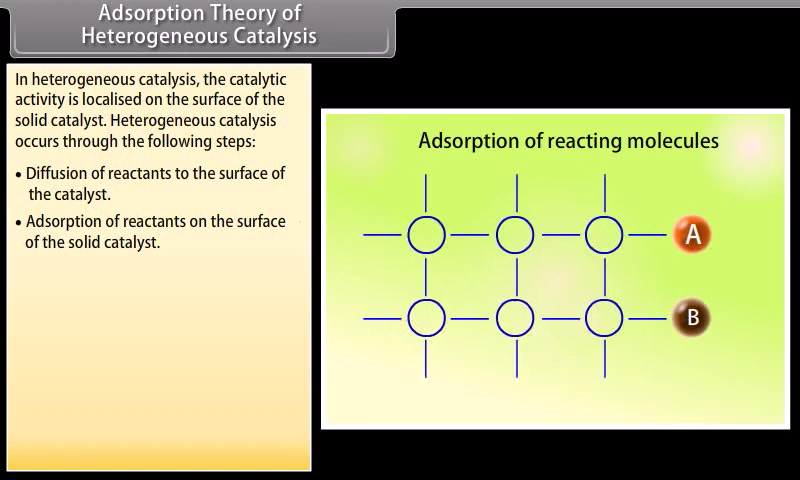 Adsorption Theory of
Heterogeneous Catalysis
In heterogeneous catalysis, the catalytic
activity is localised on the surface of the
solid catalyst. Heterogeneous catalysis
occurs through the following steps:
• Diffusion of reactants to the surface of
the catalyst.
• Adsorption of reactants on the surface
of the solid catalyst.
Adsorption of reacting molecules
A
B